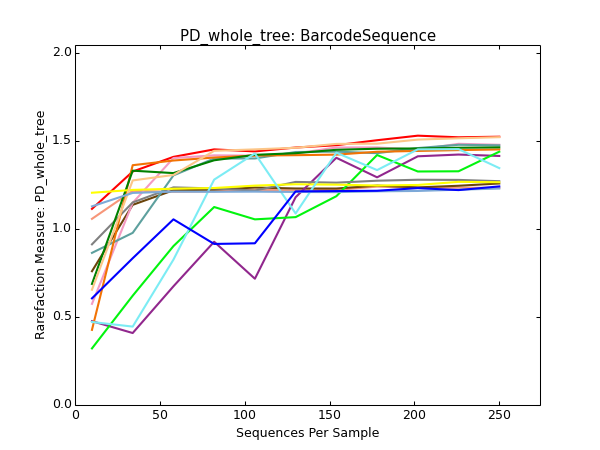 PD_whole_tree: BarcodeSequence
Rarefaction Measure: PD_whole_tree
2.0
1.5
1.0
0.5
0.0
0 50 100 150 200 250
Sequences Per Sample